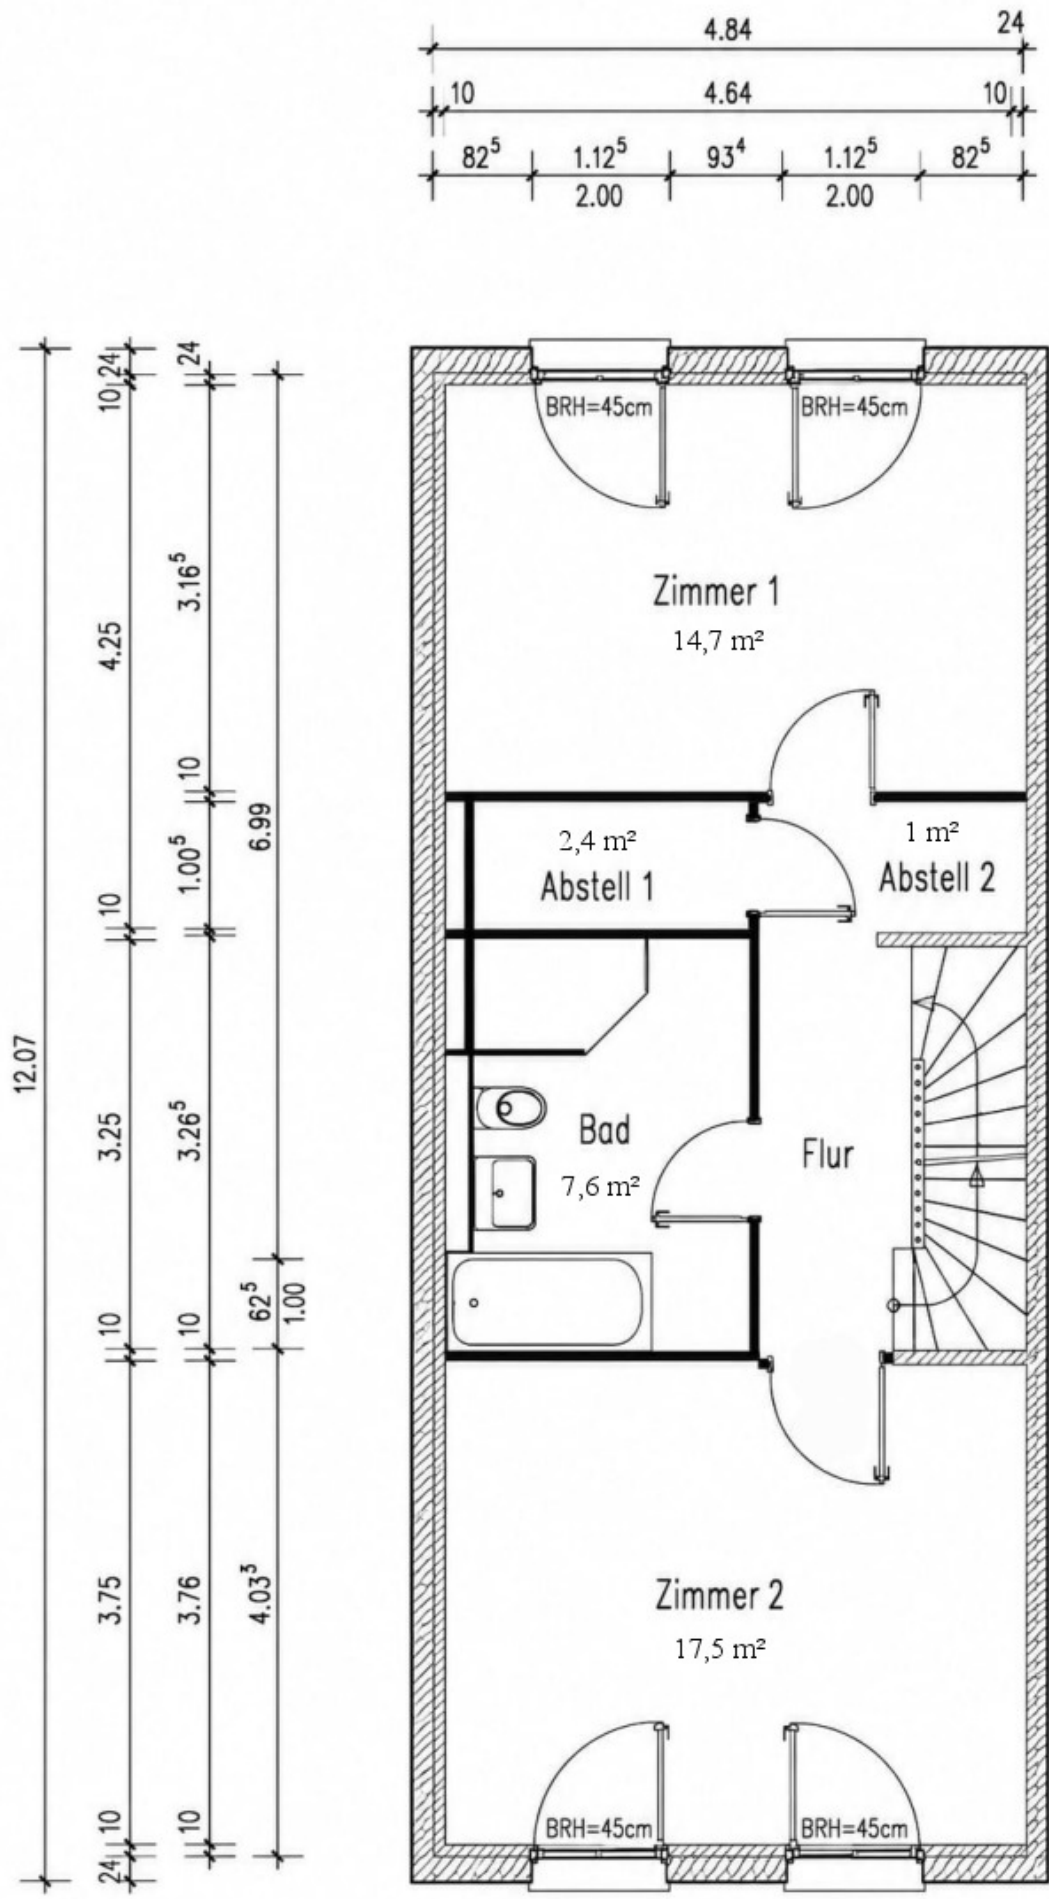 4.84 24
10 4.64 10
82⁵ 1.12⁵ 93⁴ 1.12⁵ 82⁵
2.00 2.00
24 24
10
BRH=45cm BRH=45cm
3.16⁵
Zimmer 1
4.25
14,7 m²
10
6.99
2,4 m² 1 m²
1.00⁵
Abstell 1 Abstell 2
10
12.07
3.25 3.26⁵
Bad
Flur
7,6 m²
62⁵
1.00
10 10
3.75 3.76 4.03³
Zimmer 2
17,5 m²
10 10
BRH=45cm BRH=45cm
24